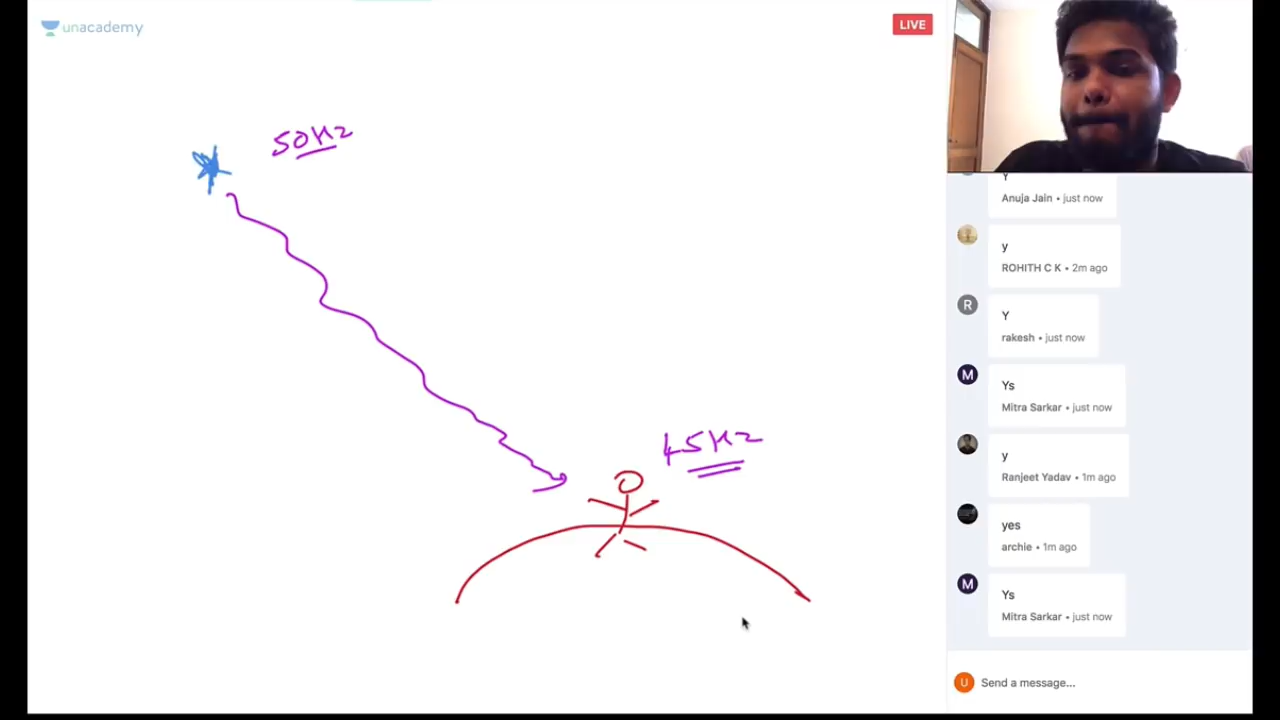 unacademy
LIVE
50Hz
45Hz
Y
Anuja Jain • just now
y
ROHITH C K • 2m ago
R
Y
rakesh • just now
M
Ys
Mitra Sarkar • just now
y
Ranjeet Yadav • 1m ago
yes
archie • 1m ago
M
Ys
Mitra Sarkar • just now
U
Send a message...